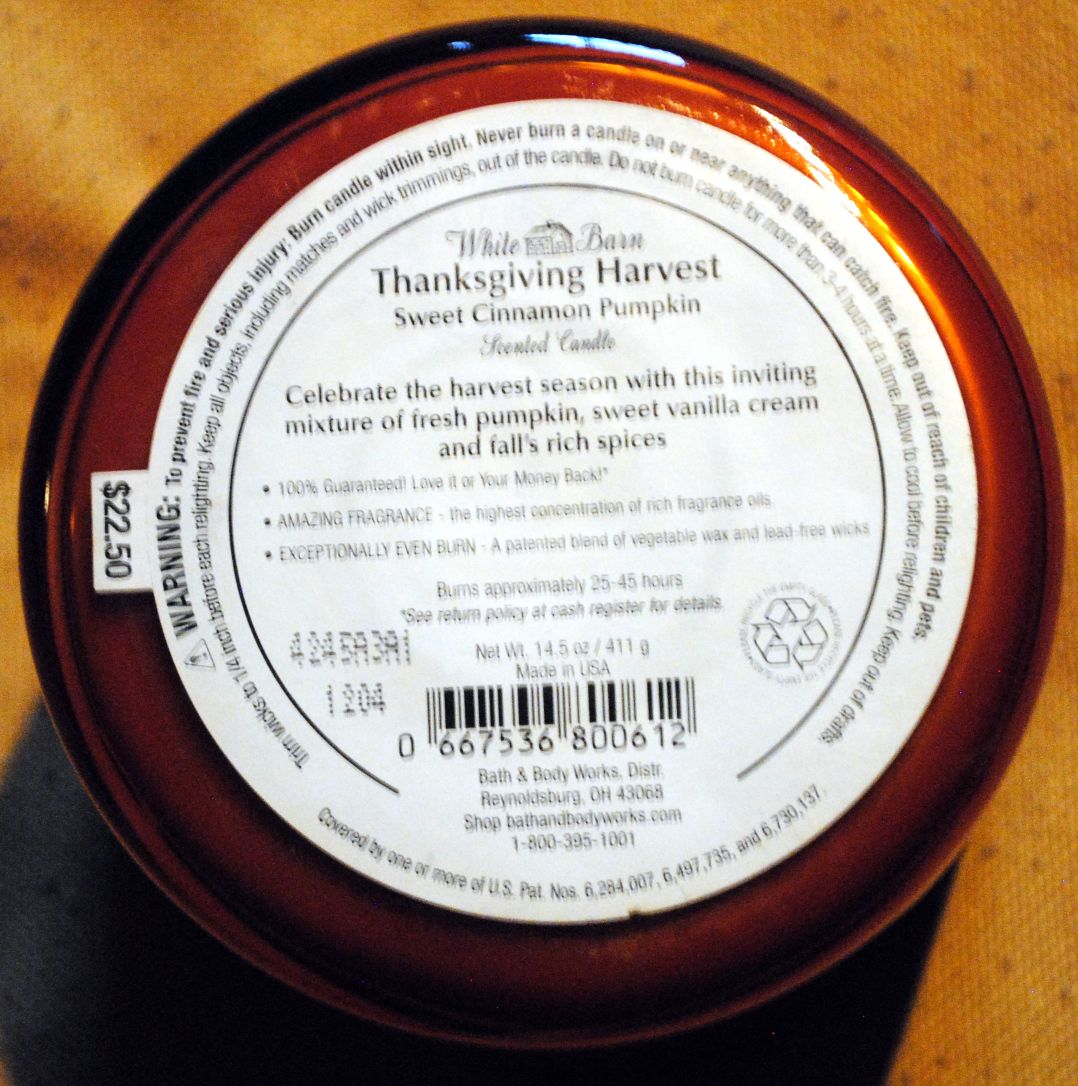 WARNING: To prevent fire and serious injury: Burn candle within sight. Never burn a candle on or near anything that can catch fire. Keep out of reach of children and pets.
Trim wicks to 1/4 inch before each relighting. Keep all objects, including matches and wick trimmings, out of the candle. Do not burn candle for more than 3-4 hours at a time. Allow to cool before relighting. Keep out of drafts.
White Barn
Thanksgiving Harvest
Sweet Cinnamon Pumpkin
Scented Candle
Celebrate the harvest season with this inviting
mixture of fresh pumpkin, sweet vanilla cream
and fall's rich spices
• 100% Guaranteed! Love it or Your Money Back!*
• AMAZING FRAGRANCE - the highest concentration of rich fragrance oils
• EXCEPTIONALLY EVEN BURN - A patented blend of vegetable wax and lead-free wicks
$22.50
Burns approximately 25-45 hours
*See return policy at cash register for details.
Net Wt. 14.5 oz / 411 g
Made in USA
1204
0 667536 800612
Bath & Body Works, Distr.
Reynoldsburg, OH 43068
Shop bathandbodyworks.com
1-800-395-1001
Covered by one or more of U.S. Pat. Nos. 6,284,007, 6,497,735, and 6,730,137.